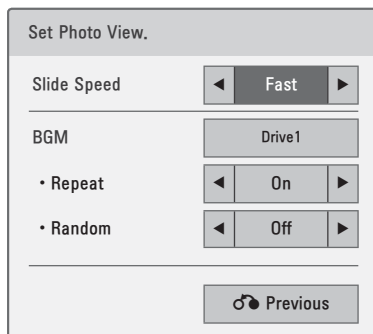 Set Photo View.
Slide Speed ◀ Fast ▶
BGM Drive1
• Repeat ◀ On ▶
• Random ◀ Off ▶
Previous